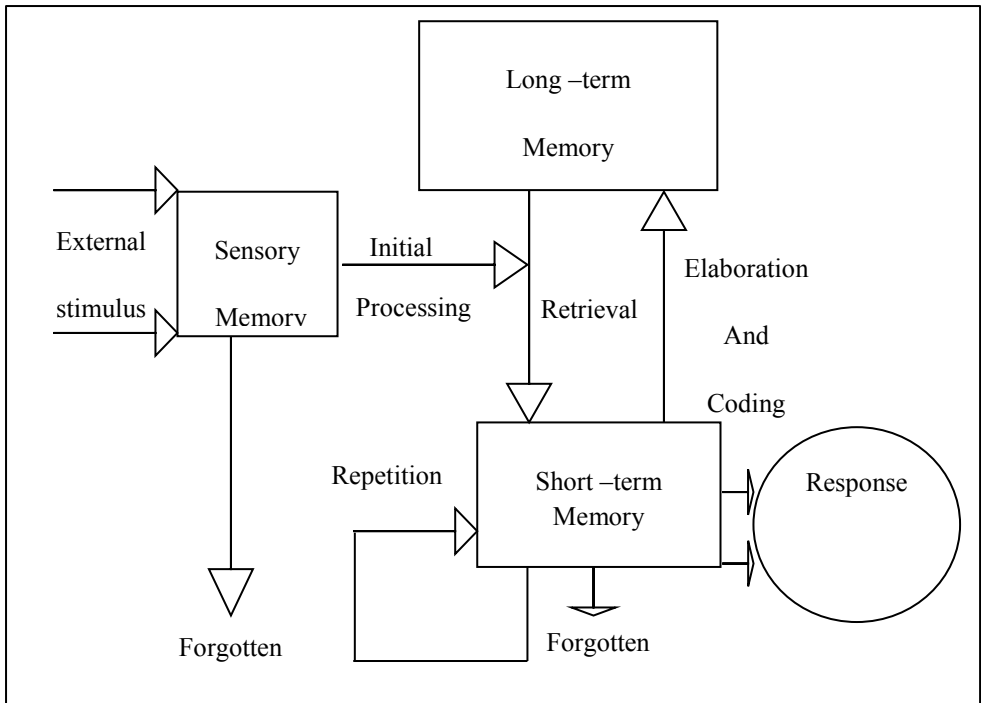 Long –term
Memory
External
stimulus
Sensory
Memory
Initial
Processing
Retrieval
Elaboration
And
Coding
Repetition
Short –term
Memory
Response
Forgotten
Forgotten